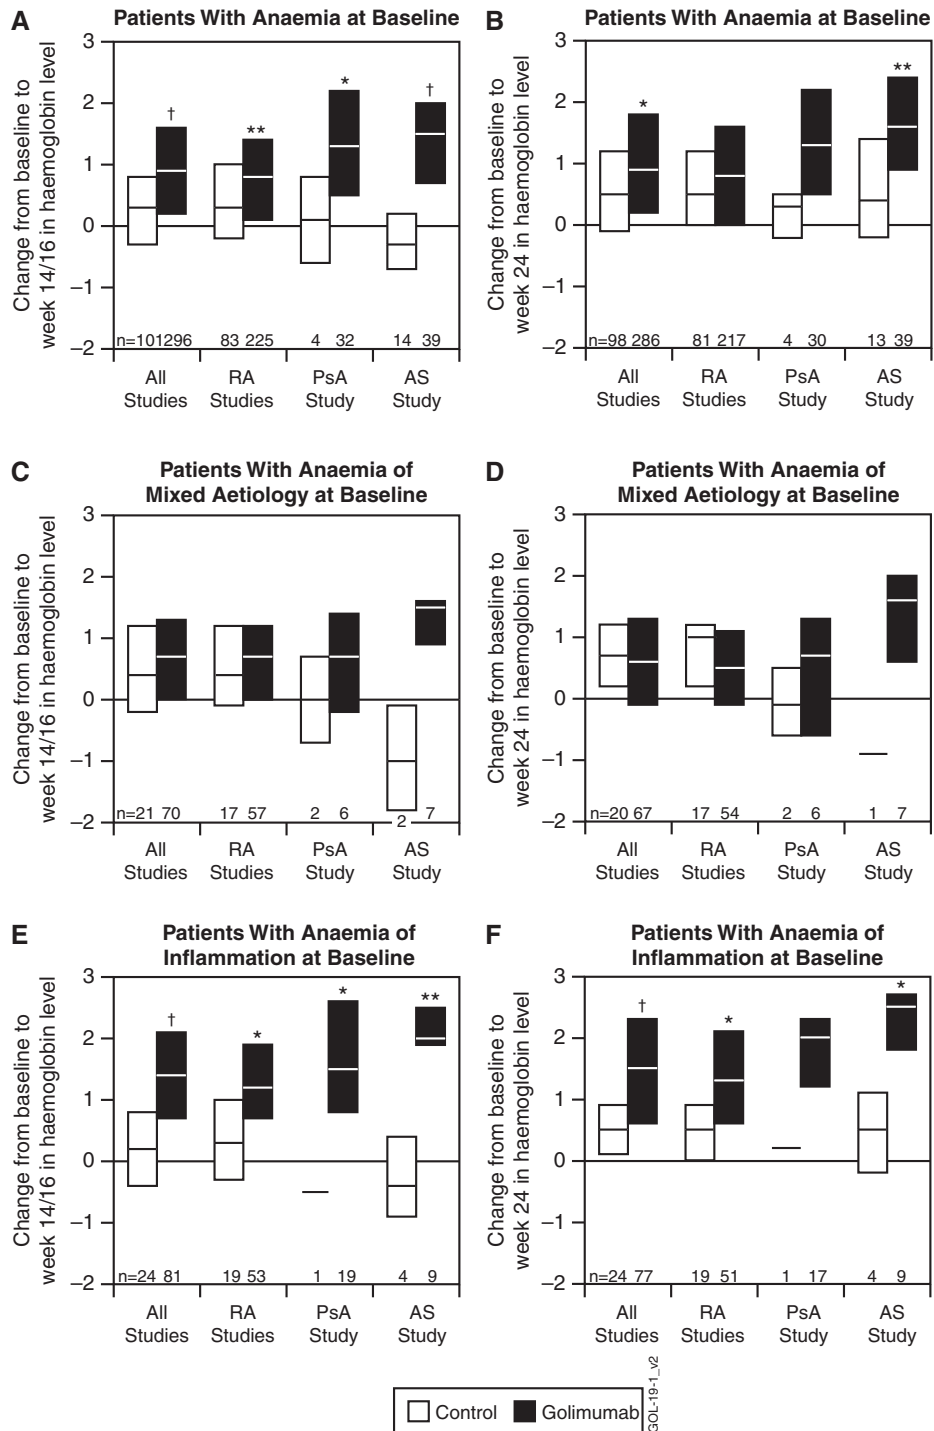 A Patients With Anaemia at Baseline
Change from baseline to
week 14/16 in haemoglobin level
3
2
1
0
–1
–2
† ** * †
n=101 296 83 225 4 32 14 39
All RA PsA AS
Studies Studies Study Study
B Patients With Anaemia at Baseline
Change from baseline to
week 24 in haemoglobin level
3
2
1
0
–1
–2
* **
n=98 286 81 217 4 30 13 39
All RA PsA AS
Studies Studies Study Study
C Patients With Anaemia of
Mixed Aetiology at Baseline
Change from baseline to
week 14/16 in haemoglobin level
3
2
1
0
–1
–2
n=21 70 17 57 2 6 2 7
All RA PsA AS
Studies Studies Study Study
D Patients With Anaemia of
Mixed Aetiology at Baseline
Change from baseline to
week 24 in haemoglobin level
3
2
1
0
–1
–2
n=20 67 17 54 2 6 1 7
All RA PsA AS
Studies Studies Study Study
E Patients With Anaemia of
Inflammation at Baseline
Change from baseline to
week 14/16 in haemoglobin level
3
2
1
0
–1
–2
† * * **
n=24 81 19 53 1 19 4 9
All RA PsA AS
Studies Studies Study Study
F Patients With Anaemia of
Inflammation at Baseline
Change from baseline to
week 24 in haemoglobin level
3
2
1
0
–1
–2
† * *
n=24 77 19 51 1 17 4 9
All RA PsA AS
Studies Studies Study Study
Control Golimumab
GOL-19-1_v2